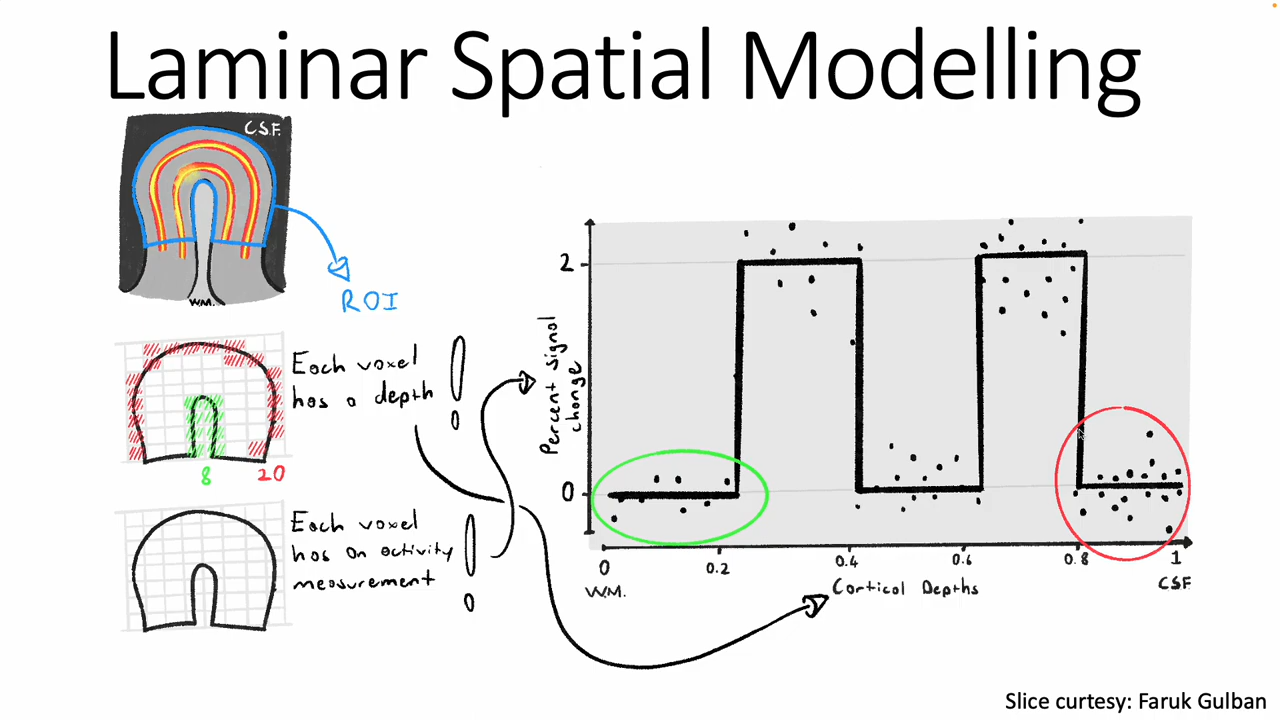 Laminar Spatial Modelling
C.S.F.
W.M.
ROI
Each voxel
has a depth
!
8
20
Each voxel
has an activity
measurement
!
Percent signal
change
2
0
0
0.2
0.4
0.6
0.8
1
W.M.
Cortical Depths
CSF.
Slice curtesy: Faruk Gulban